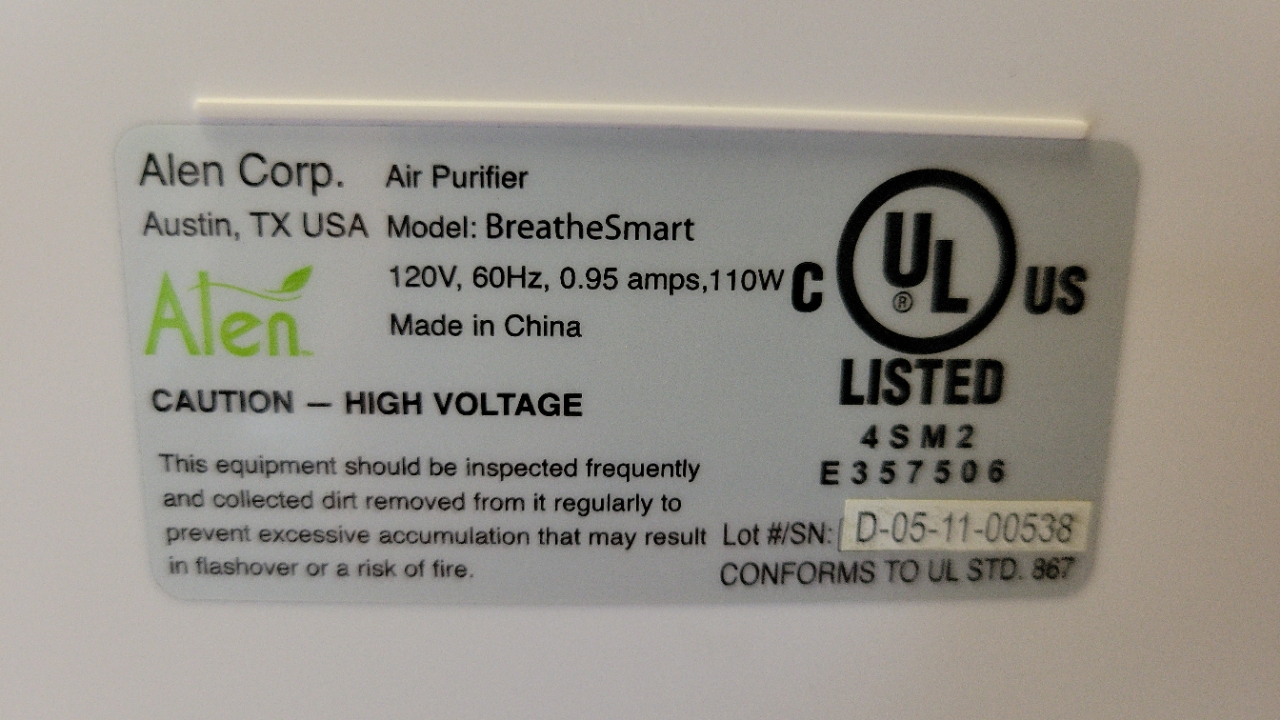 Alen Corp. Air Purifier
Austin, TX USA Model: BreatheSmart
120V, 60Hz, 0.95 amps,110W
Made in China
Alen
C UL ® US
LISTED
4SM2
E357506
CAUTION — HIGH VOLTAGE
This equipment should be inspected frequently
and collected dirt removed from it regularly to
prevent excessive accumulation that may result
in flashover or a risk of fire.
Lot #/SN: D-05-11-00538
CONFORMS TO UL STD. 867